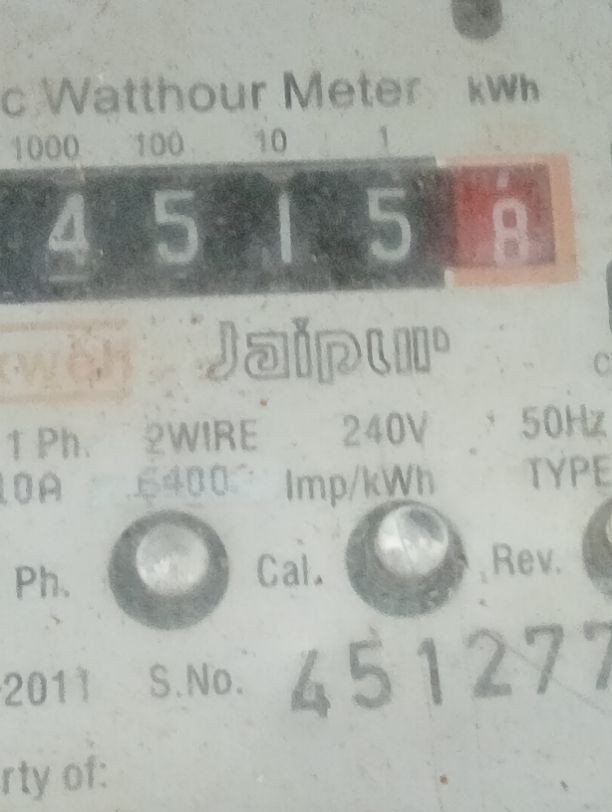 c Watthour Meter kWh
1000 100 10 1
4 5 1 5 8
Jaipur
1 Ph. 2WIRE 240V 50Hz
10A 6400 Imp/kWh TYPE
Ph. Cal. Rev.
-2011 S.No. 451277
rty of: